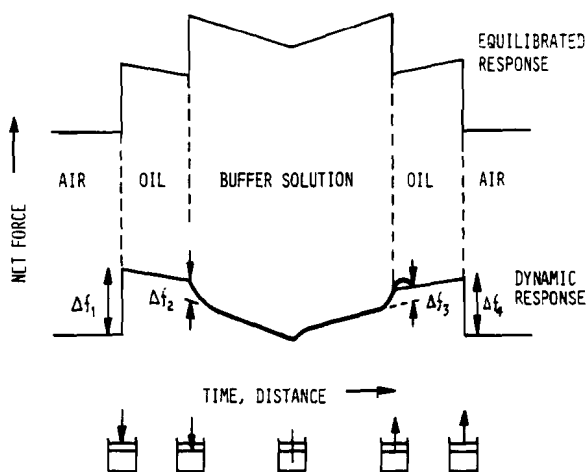 EQUILIBRATED
RESPONSE
NET FORCE
AIR
OIL
BUFFER SOLUTION
OIL
AIR
DYNAMIC
RESPONSE
Δf₁
Δf₂
Δf₃
Δf₄
TIME, DISTANCE